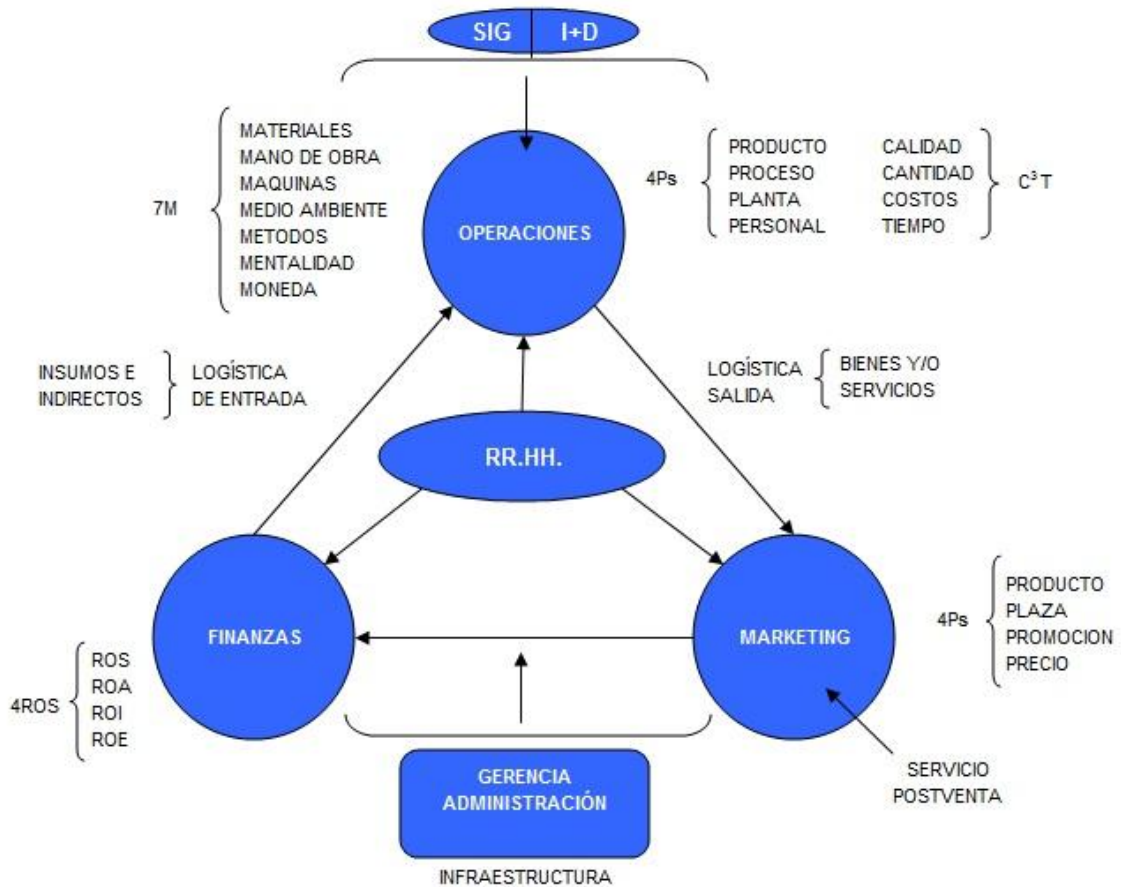 SIG I+D
7M
MATERIALES
MANO DE OBRA
MAQUINAS
MEDIO AMBIENTE
METODOS
MENTALIDAD
MONEDA
OPERACIONES
4Ps
PRODUCTO
PROCESO
PLANTA
PERSONAL
CALIDAD
CANTIDAD
COSTOS
TIEMPO
C³T
INSUMOS E
INDIRECTOS
LOGÍSTICA
DE ENTRADA
LOGÍSTICA
SALIDA
BIENES Y/O
SERVICIOS
RR.HH.
FINANZAS
MARKETING
4Ps
PRODUCTO
PLAZA
PROMOCION
PRECIO
4ROS
ROS
ROA
ROI
ROE
GERENCIA
ADMINISTRACIÓN
INFRAESTRUCTURA
SERVICIO
POSTVENTA